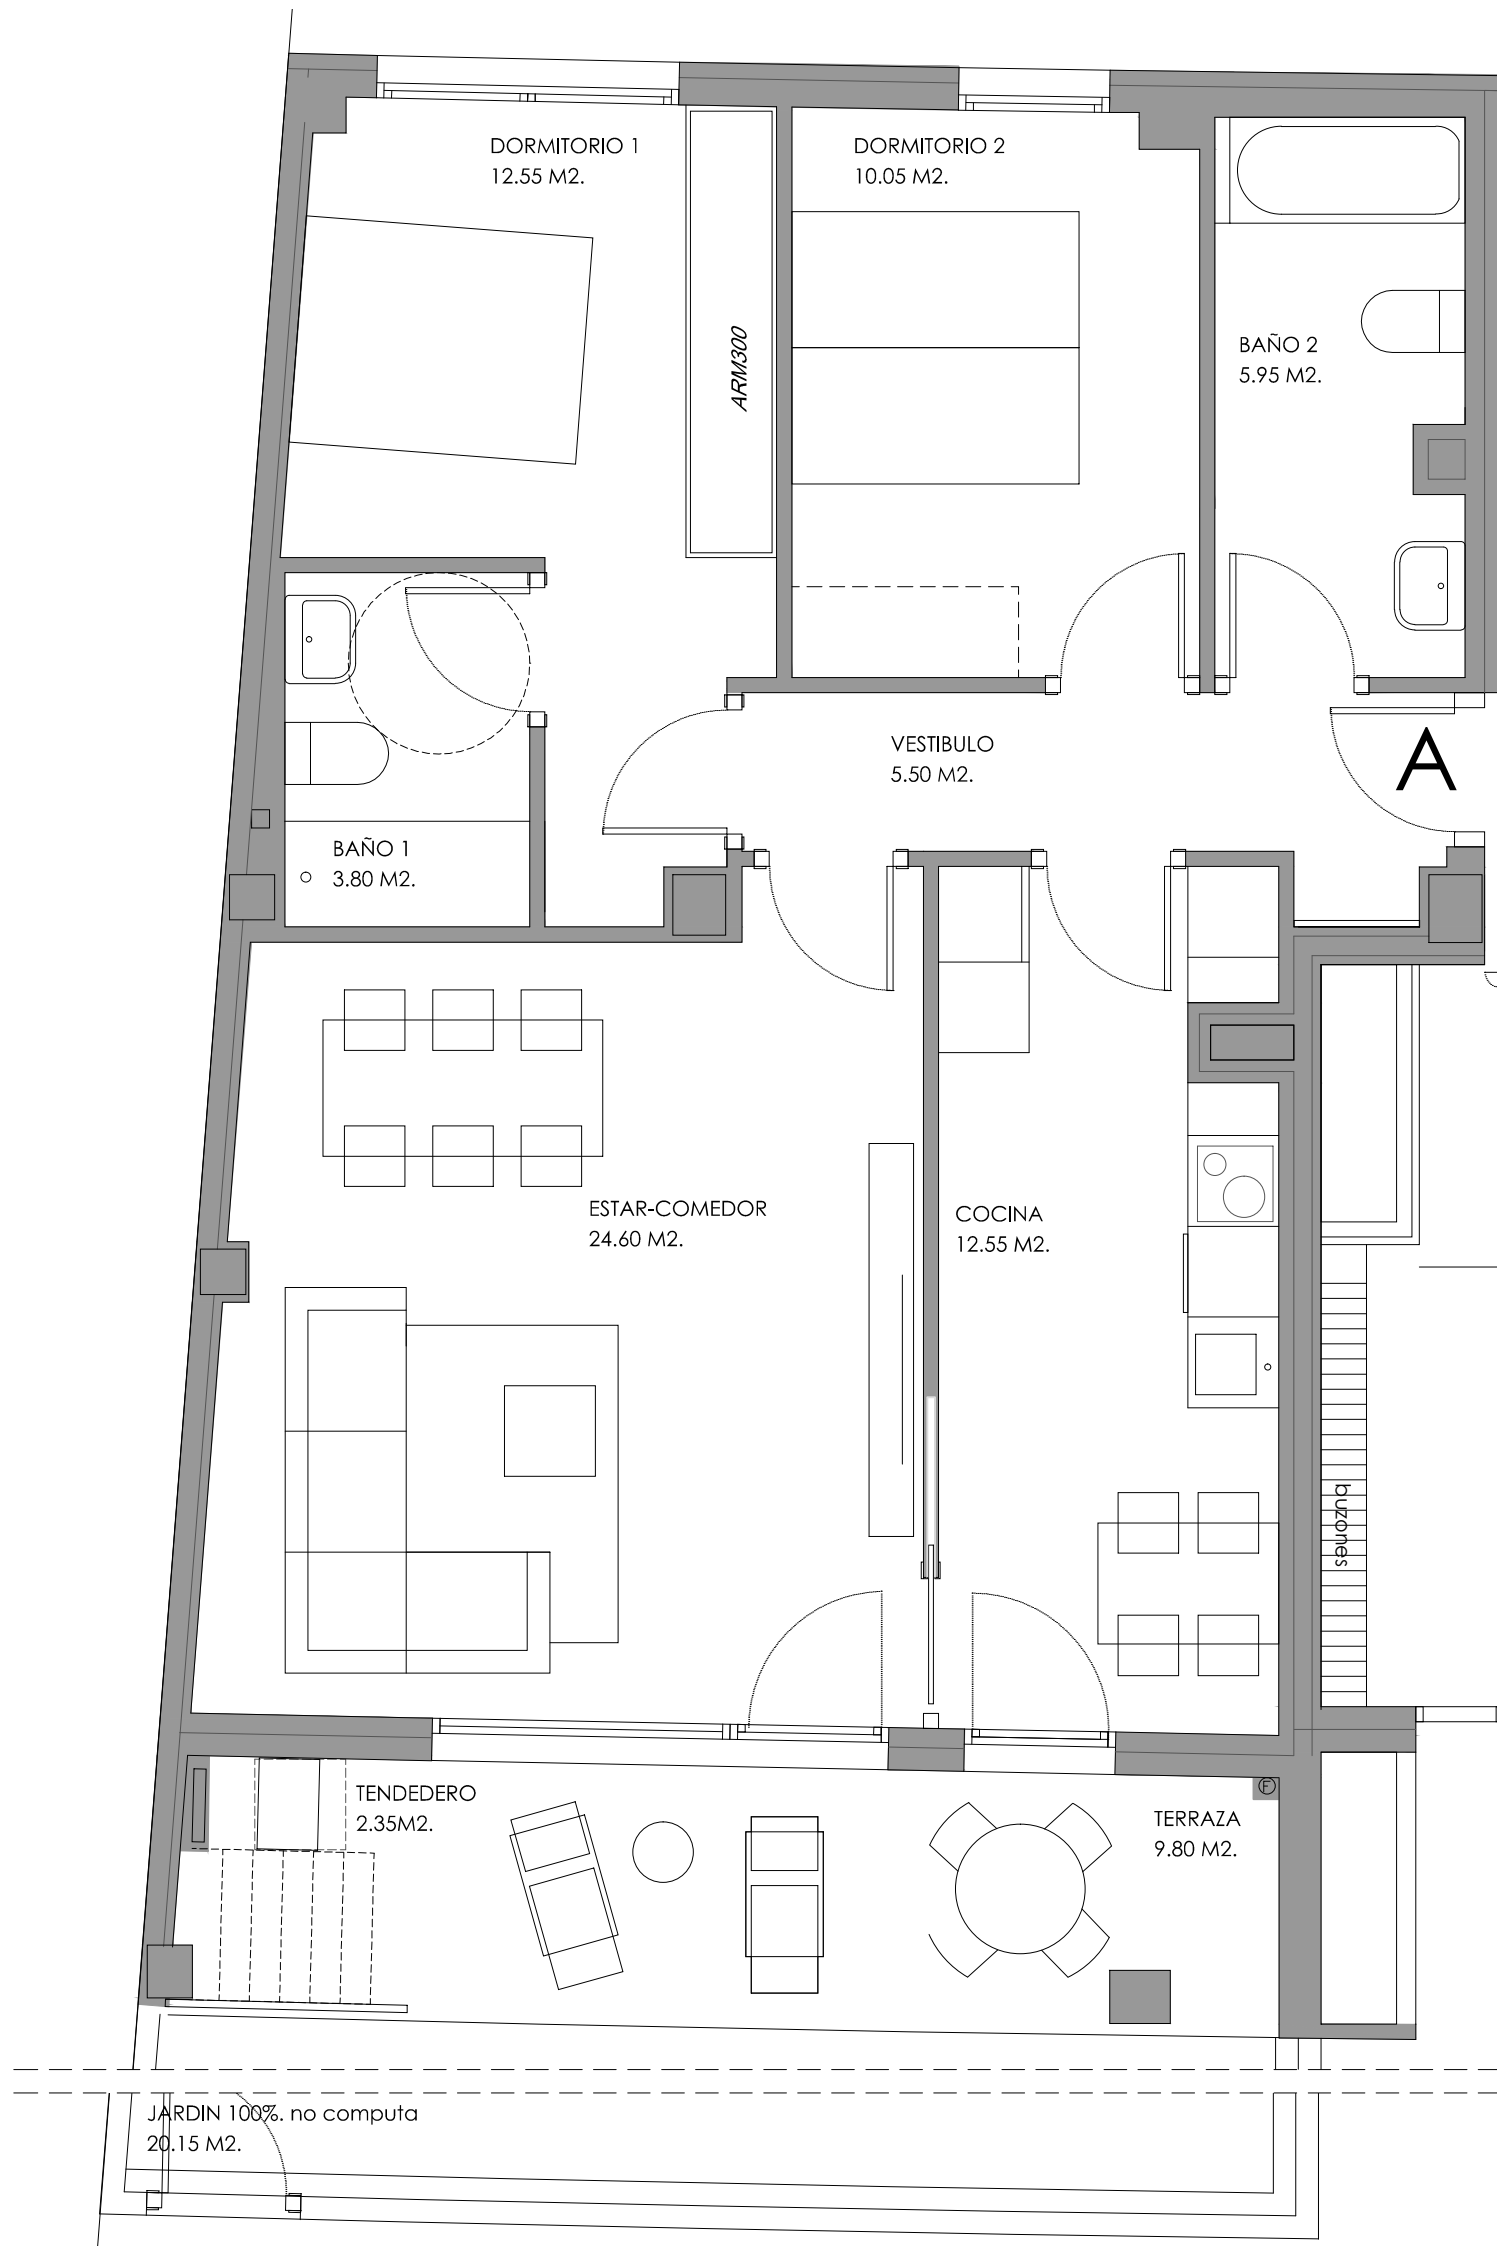 DORMITORIO 1
12.55 M2.
DORMITORIO 2
10.05 M2.
ARM300
BAÑO 2
5.95 M2.
VESTIBULO
5.50 M2.
A
BAÑO 1
3.80 M2.
ESTAR-COMEDOR
24.60 M2.
COCINA
12.55 M2.
buzones
TENDEDERO
2.35M2.
F
TERRAZA
9.80 M2.
JARDIN 100%. no computa
20.15 M2.